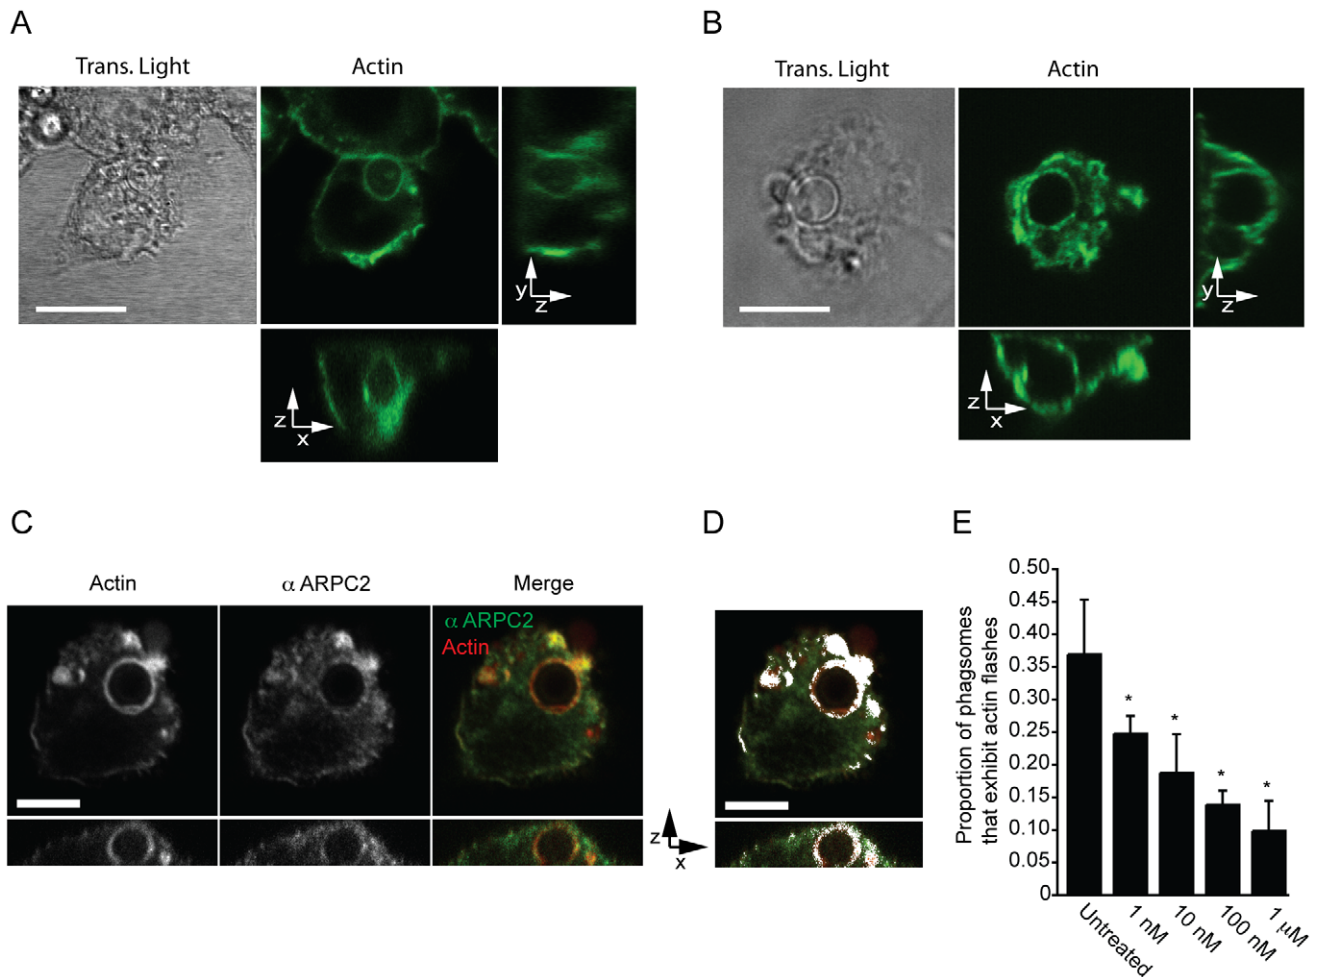 A
Trans. Light
Actin
y
z
z
x
B
Trans. Light
Actin
y
z
z
x
C
Actin
α ARPC2
Merge
α ARPC2
Actin
z
x
D
E
Proportion of phagsomes
that exhibit actin flashes
0.50
0.45
0.40
0.35
0.30
0.25
0.20
0.15
0.10
0.05
0
*
*
*
*
Untreated
1 nM
10 nM
100 nM
1 μM